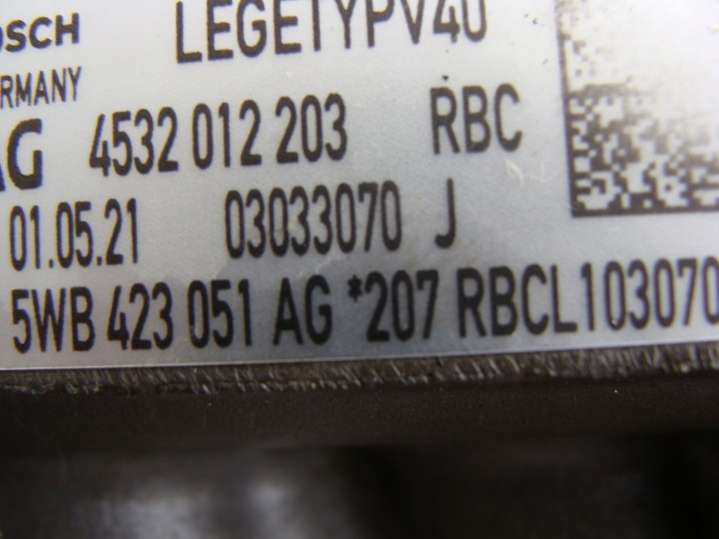 OSCH LEGETYPV40
RMANY
AG 4532 012 203 RBC
01.05.21 03033070 J
5WB 423 051 AG *207 RBCL103070